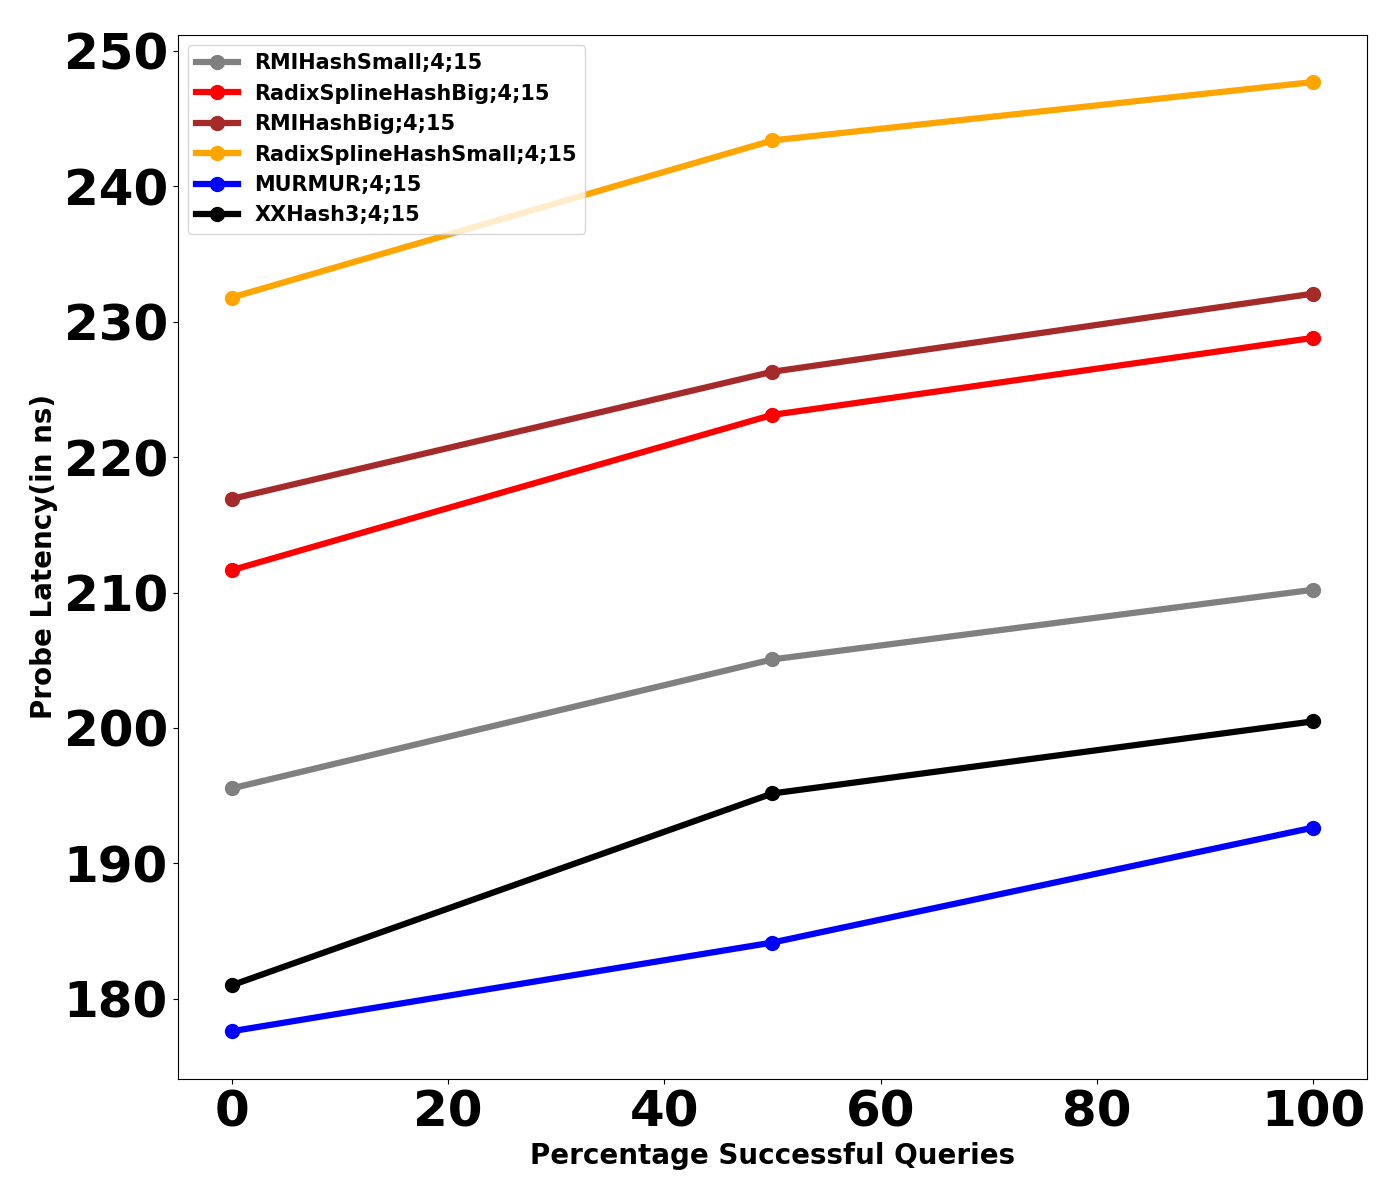 250
240
230
220
210
200
190
180
Probe Latency(in ns)
RMIHashSmall;4;15
RadixSplineHashBig;4;15
RMIHashBig;4;15
RadixSplineHashSmall;4;15
MURMUR;4;15
XXHash3;4;15
0 20 40 60 80 100
Percentage Successful Queries